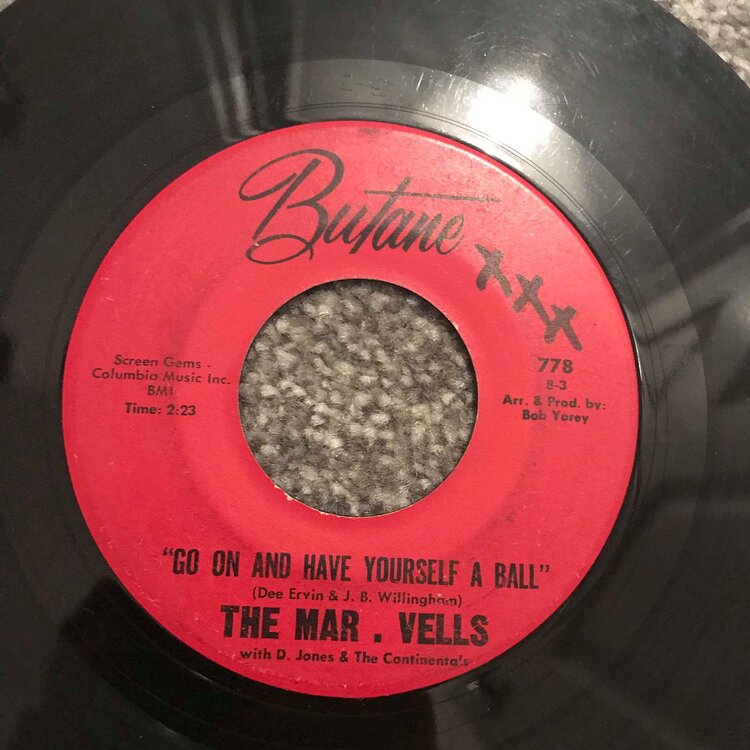 Butane
XXX
778
B-3
Arr. & Prod. by:
Bob Yorey
Screen Gems -
Columbia Music Inc.
BMI
Time: 2:23
"GO ON AND HAVE YOURSELF A BALL"
(Dee Ervin & J. B. Willingham)
THE MAR . VELLS
with D. Jones & The Continentals